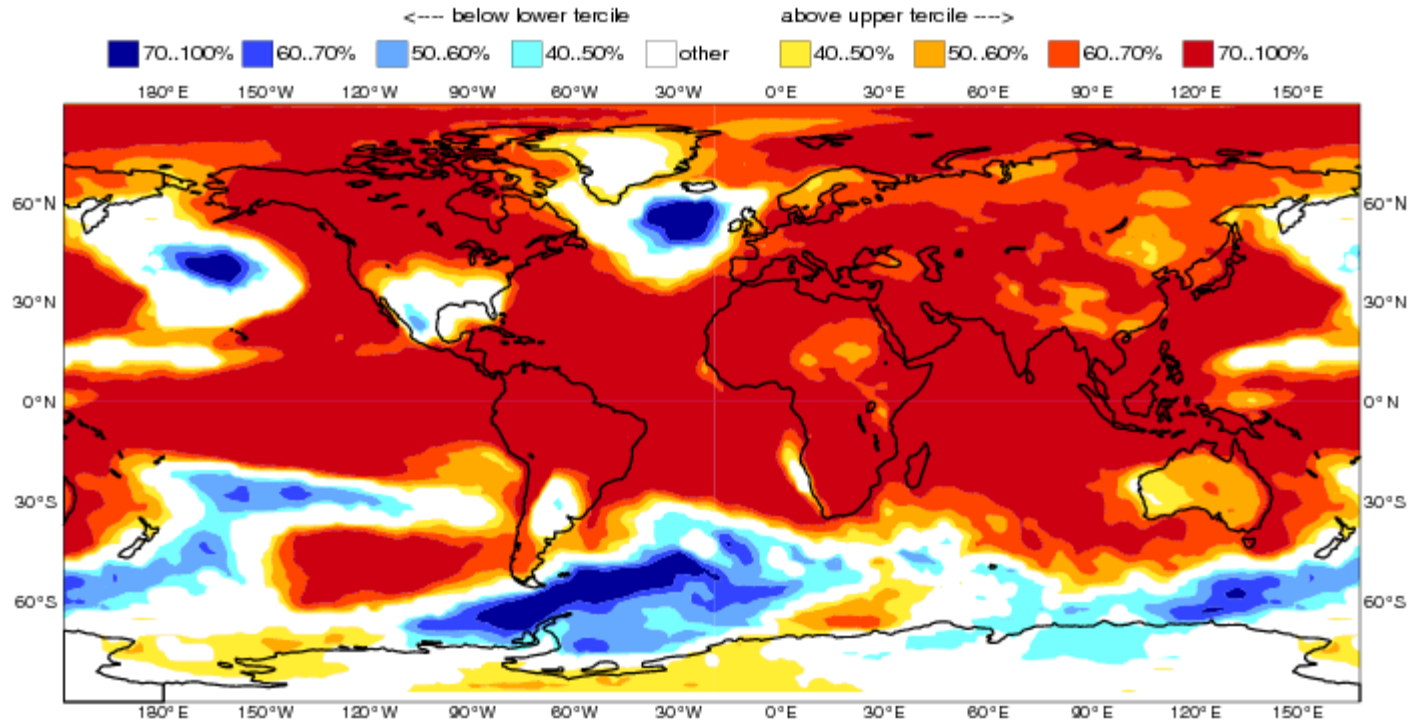 <---- below lower tercile above upper tercile ---->
70..100% 60..70% 50..60% 40..50% other 40..50% 50..60% 60..70% 70..100%
180°E 150°W 120°W 90°W 60°W 30°W 0°E 30°E 60°E 90°E 120°E 150°E
60°N 60°N
30°N 30°N
0°N 0°N
30°S 30°S
60°S 60°S
180°E 150°W 120°W 90°W 60°W 30°W 0°E 30°E 60°E 90°E 120°E 150°E